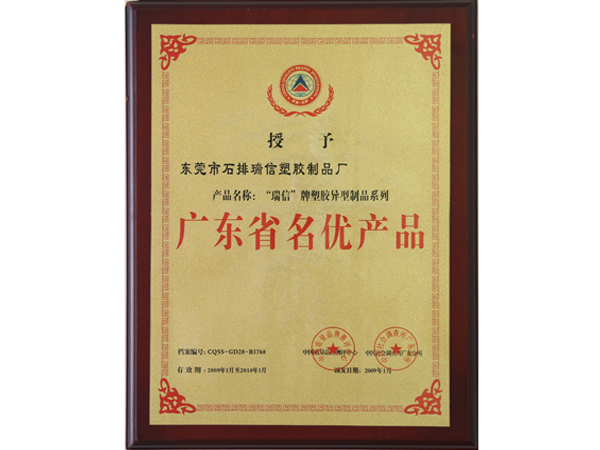 授予
东莞市石排瑞信塑胶制品厂
产品名称：“瑞信”牌塑胶异型制品系列
广东省名优产品
档案编号：CQSS-GD28-B3768
有效期：2009年1月至2010年1月
颁发日期：2009年1月